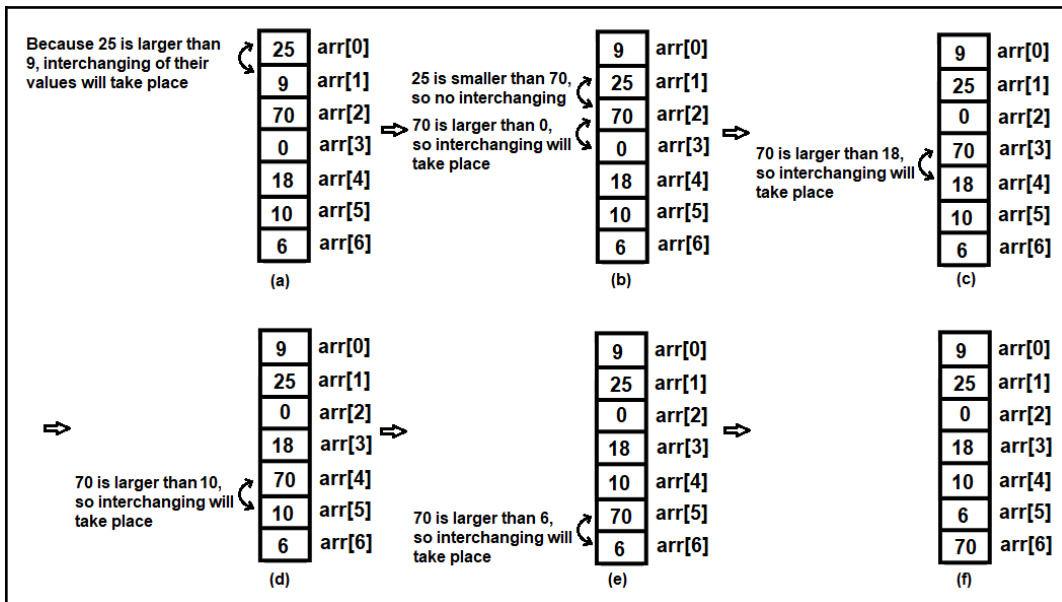 Because 25 is larger than
9, interchanging of their
values will take place
25 arr[0]
9 arr[1]
70 arr[2]
0 arr[3]
18 arr[4]
10 arr[5]
6 arr[6]
(a)
25 is smaller than 70,
so no interchanging
70 is larger than 0,
so interchanging will
take place
9 arr[0]
25 arr[1]
70 arr[2]
0 arr[3]
18 arr[4]
10 arr[5]
6 arr[6]
(b)
70 is larger than 18,
so interchanging will
take place
9 arr[0]
25 arr[1]
0 arr[2]
70 arr[3]
18 arr[4]
10 arr[5]
6 arr[6]
(c)
70 is larger than 10,
so interchanging will
take place
9 arr[0]
25 arr[1]
0 arr[2]
18 arr[3]
70 arr[4]
10 arr[5]
6 arr[6]
(d)
70 is larger than 6,
so interchanging will
take place
9 arr[0]
25 arr[1]
0 arr[2]
18 arr[3]
10 arr[4]
70 arr[5]
6 arr[6]
(e)
9 arr[0]
25 arr[1]
0 arr[2]
18 arr[3]
10 arr[4]
6 arr[5]
70 arr[6]
(f)